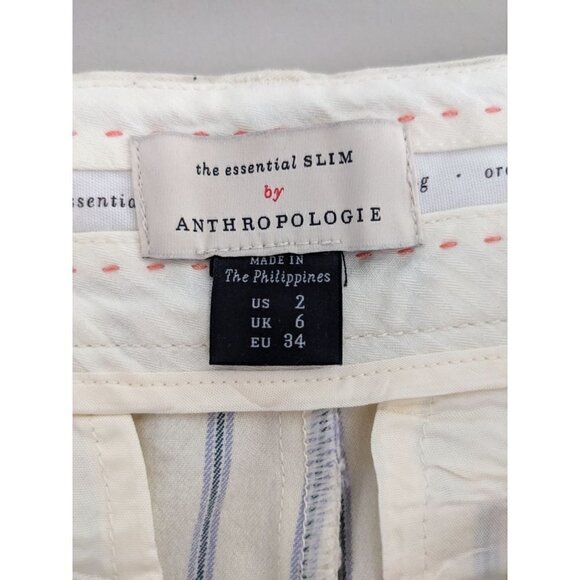 the essential SLIM
by
ANTHROPOLOGIE
MADE IN
The Philippines
US 2
UK 6
EU 34